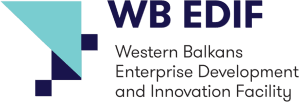 WB EDIF
Western Balkans
Enterprise Development
and Innovation Facility